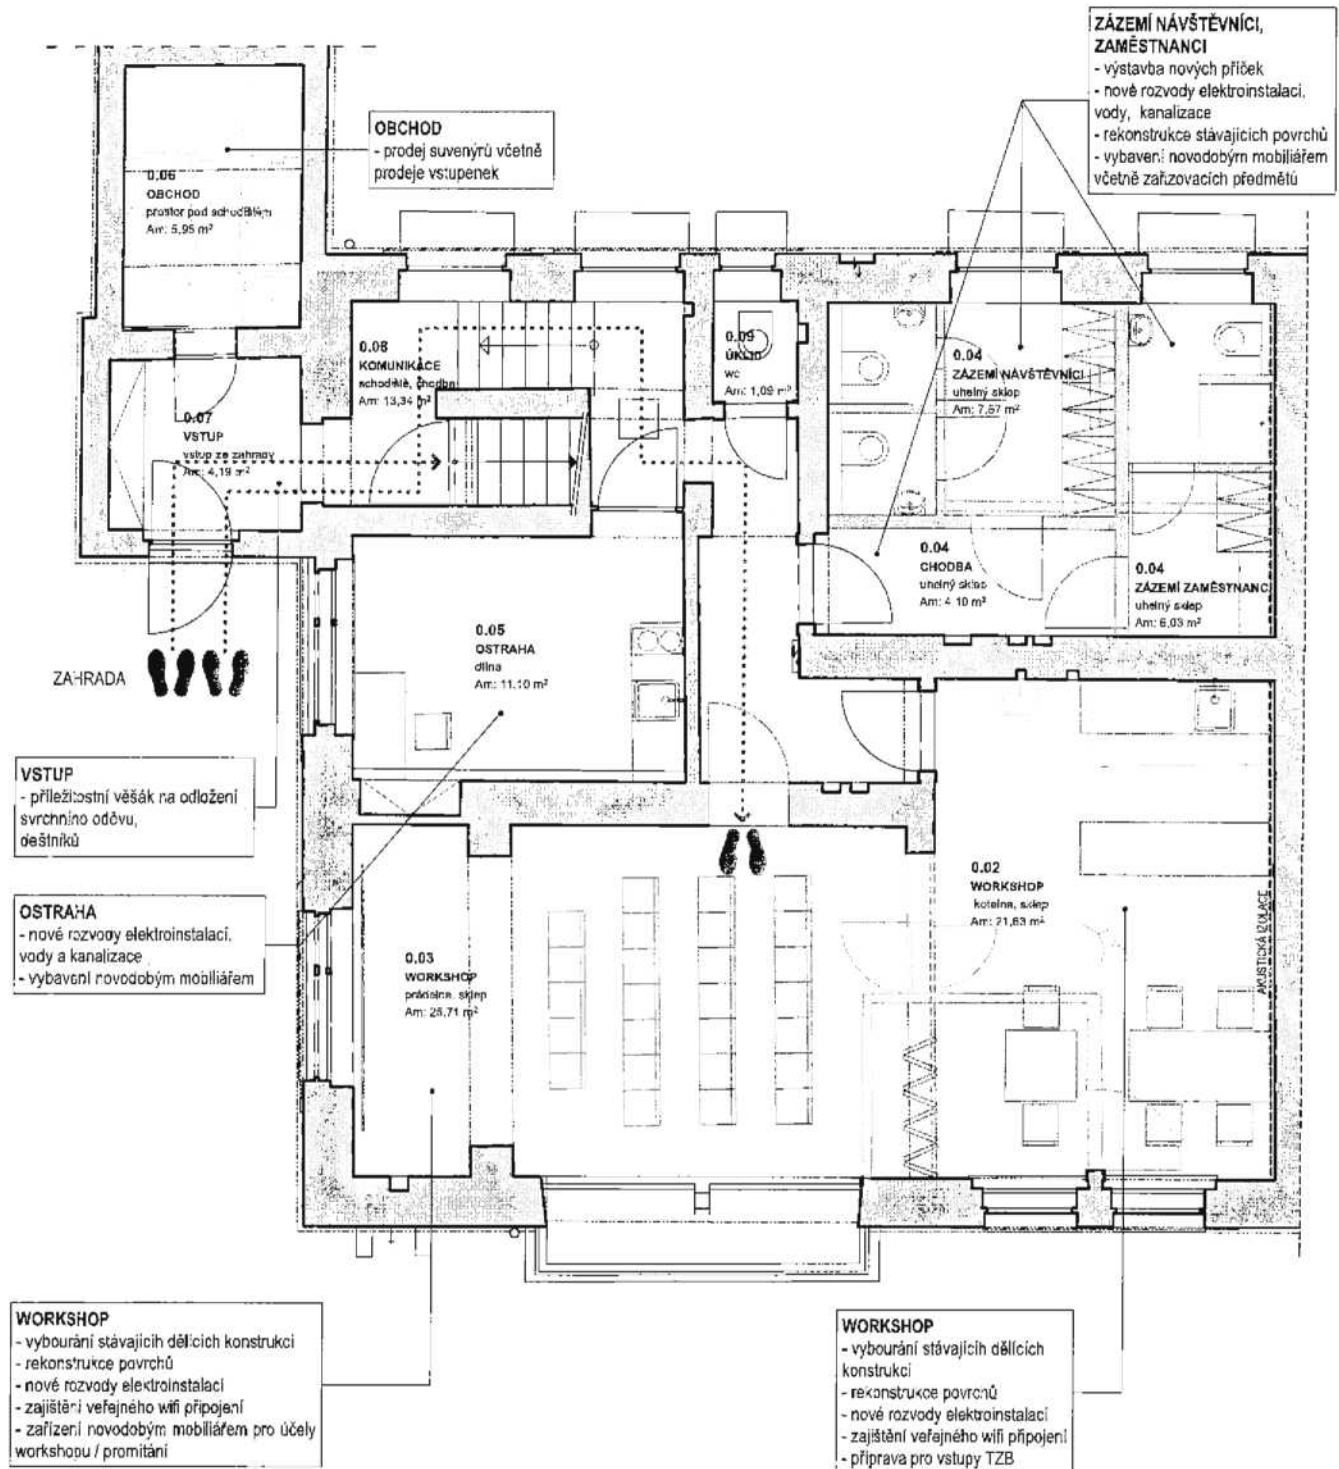 ZÁZEMÍ NÁVŠTĚVNÍCI,
ZAMĚSTNANCI
- výstavba nových příček
- nové rozvody elektroinstalací,
vody, kanalizace
- rekonstrukce stávajících povrchů
- vybavení novodobým mobiliářem
včetně zařizovacích předmětů
OBCHOD
- prodej suvenýrů včetně
prodeje vstupenek
0.06
OBCHOD
prostor pod schodištěm
Am: 5,95 m²
0.08
KOMUNIKACE
schodiště, chodba
Am: 13,34 m²
0.09
ÚKLID
wc
Am: 1,09 m²
0.04
ZÁZEMÍ NÁVŠTĚVNÍCI
uhelný sklep
Am: 7,67 m²
0.07
VSTUP
vstup ze zahrady
Am: 4,19 m²
0.04
CHODBA
uhelný sklep
Am: 4,10 m²
0.04
ZÁZEMÍ ZAMĚSTNANCI
uhelný sklep
Am: 6,03 m²
0.05
OSTRAHA
dílna
Am: 11,10 m²
ZAHRADA
VSTUP
- příležitostní věšák na odložení
svrchního oděvu,
deštníků
OSTRAHA
- nové rozvody elektroinstalací,
vody a kanalizace
- vybavení novodobým mobiliářem
0.02
WORKSHOP
kotelna, sklep
Am: 21,63 m²
AKUSTICKÁ IZOLACE
0.03
WORKSHOP
prádelna, sklep
Am: 25,71 m²
WORKSHOP
- vybourání stávajících dělících konstrukcí
- rekonstrukce povrchů
- nové rozvody elektroinstalací
- zajištění veřejného wifi připojení
- zařízení novodobým mobiliářem pro účely
workshopu / promítání
WORKSHOP
- vybourání stávajících dělících
konstrukcí
- rekonstrukce povrchů
- nové rozvody elektroinstalací
- zajištění veřejného wifi připojení
- příprava pro vstupy TZB